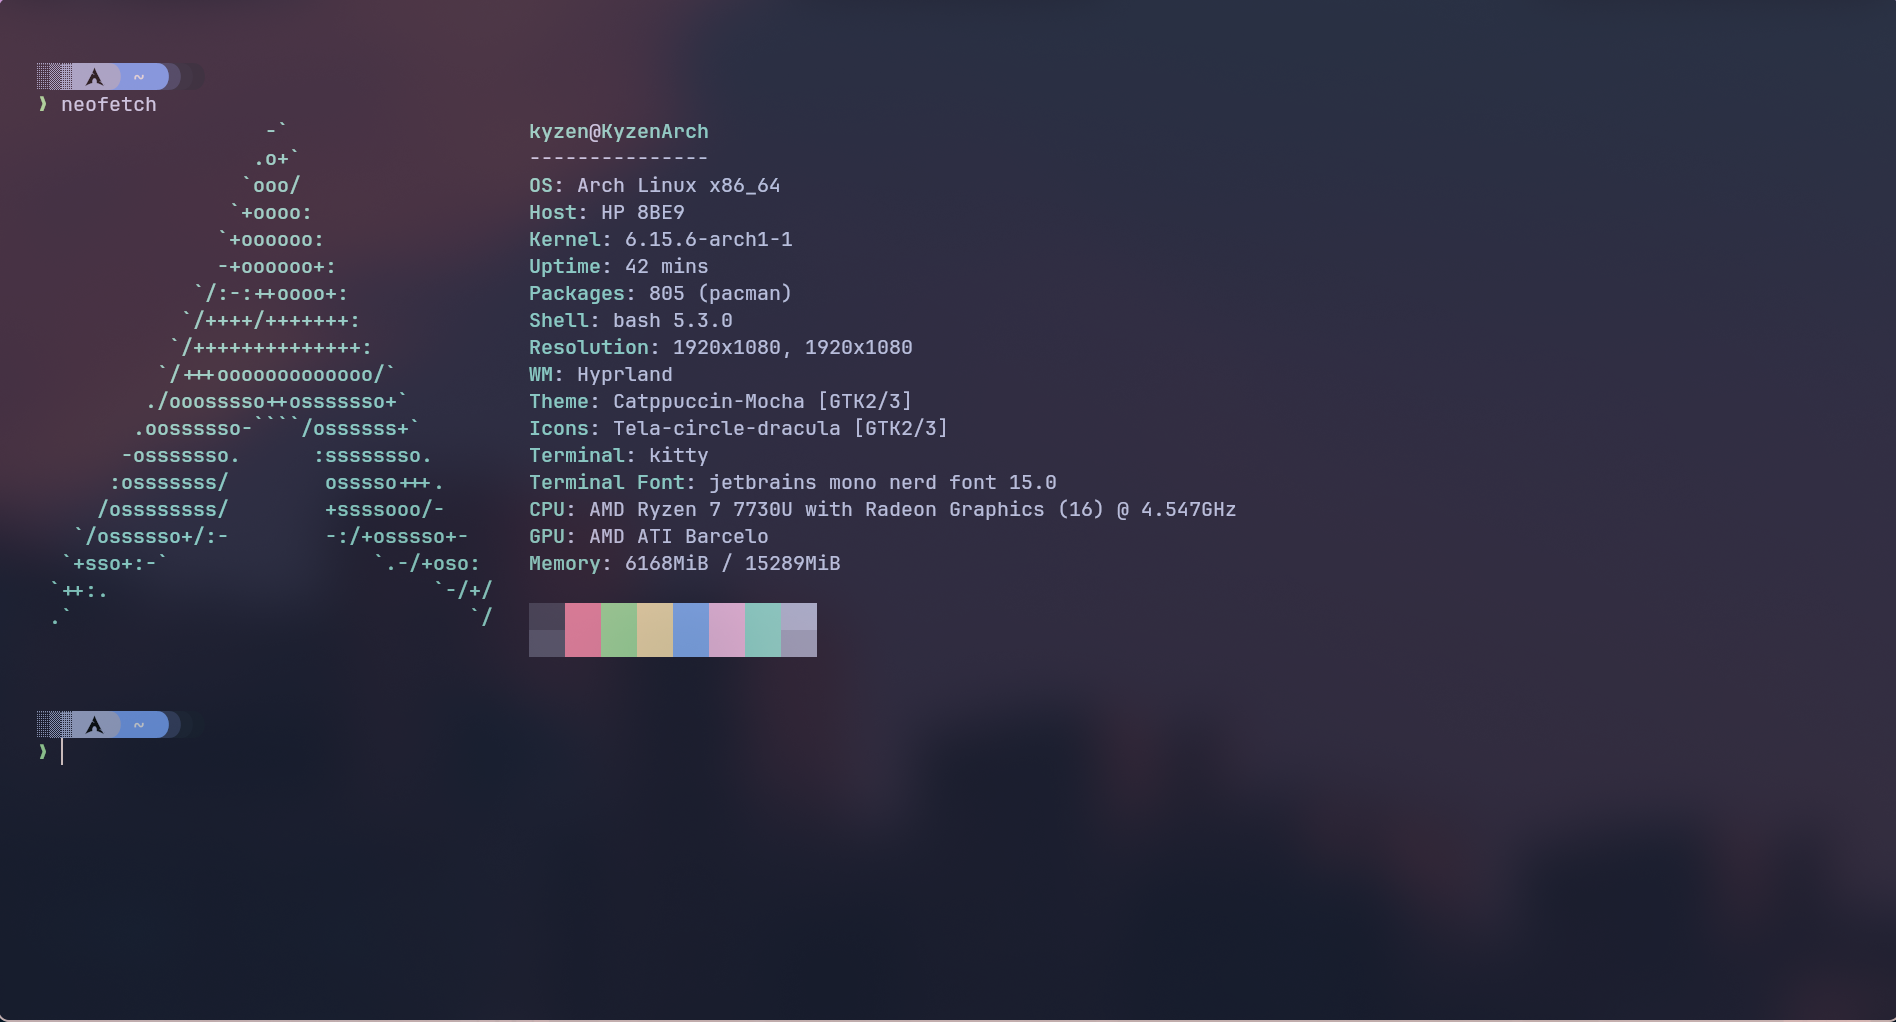 ~
❯ neofetch
                   -`                    kyzen@KyzenArch
                  .o+`                   ---------------
                 `ooo/                   OS: Arch Linux x86_64
                `+oooo:                  Host: HP 8BE9
               `+oooooo:                 Kernel: 6.15.6-arch1-1
               -+oooooo+:                Uptime: 42 mins
             `/:-:++oooo+:               Packages: 805 (pacman)
            `/++++/+++++++:              Shell: bash 5.3.0
           `/++++++++++++++:             Resolution: 1920x1080, 1920x1080
          `/+++ooooooooooooo/`           WM: Hyprland
         ./ooosssso++osssssso+`          Theme: Catppuccin-Mocha [GTK2/3]
        .oossssso-````/ossssss+`         Icons: Tela-circle-dracula [GTK2/3]
       -osssssso.      :ssssssso.        Terminal: kitty
      :osssssss/        osssso+++.       Terminal Font: jetbrains mono nerd font 15.0
     /ossssssss/        +ssssooo/-       CPU: AMD Ryzen 7 7730U with Radeon Graphics (16) @ 4.547GHz
   `/ossssso+/:-        -:/+osssso+-     GPU: AMD ATI Barcelo
  `+sso+:-`                 `.-/+oso:    Memory: 6168MiB / 15289MiB
 `++:.                           `-/+/
 .`                                 `/
~
❯